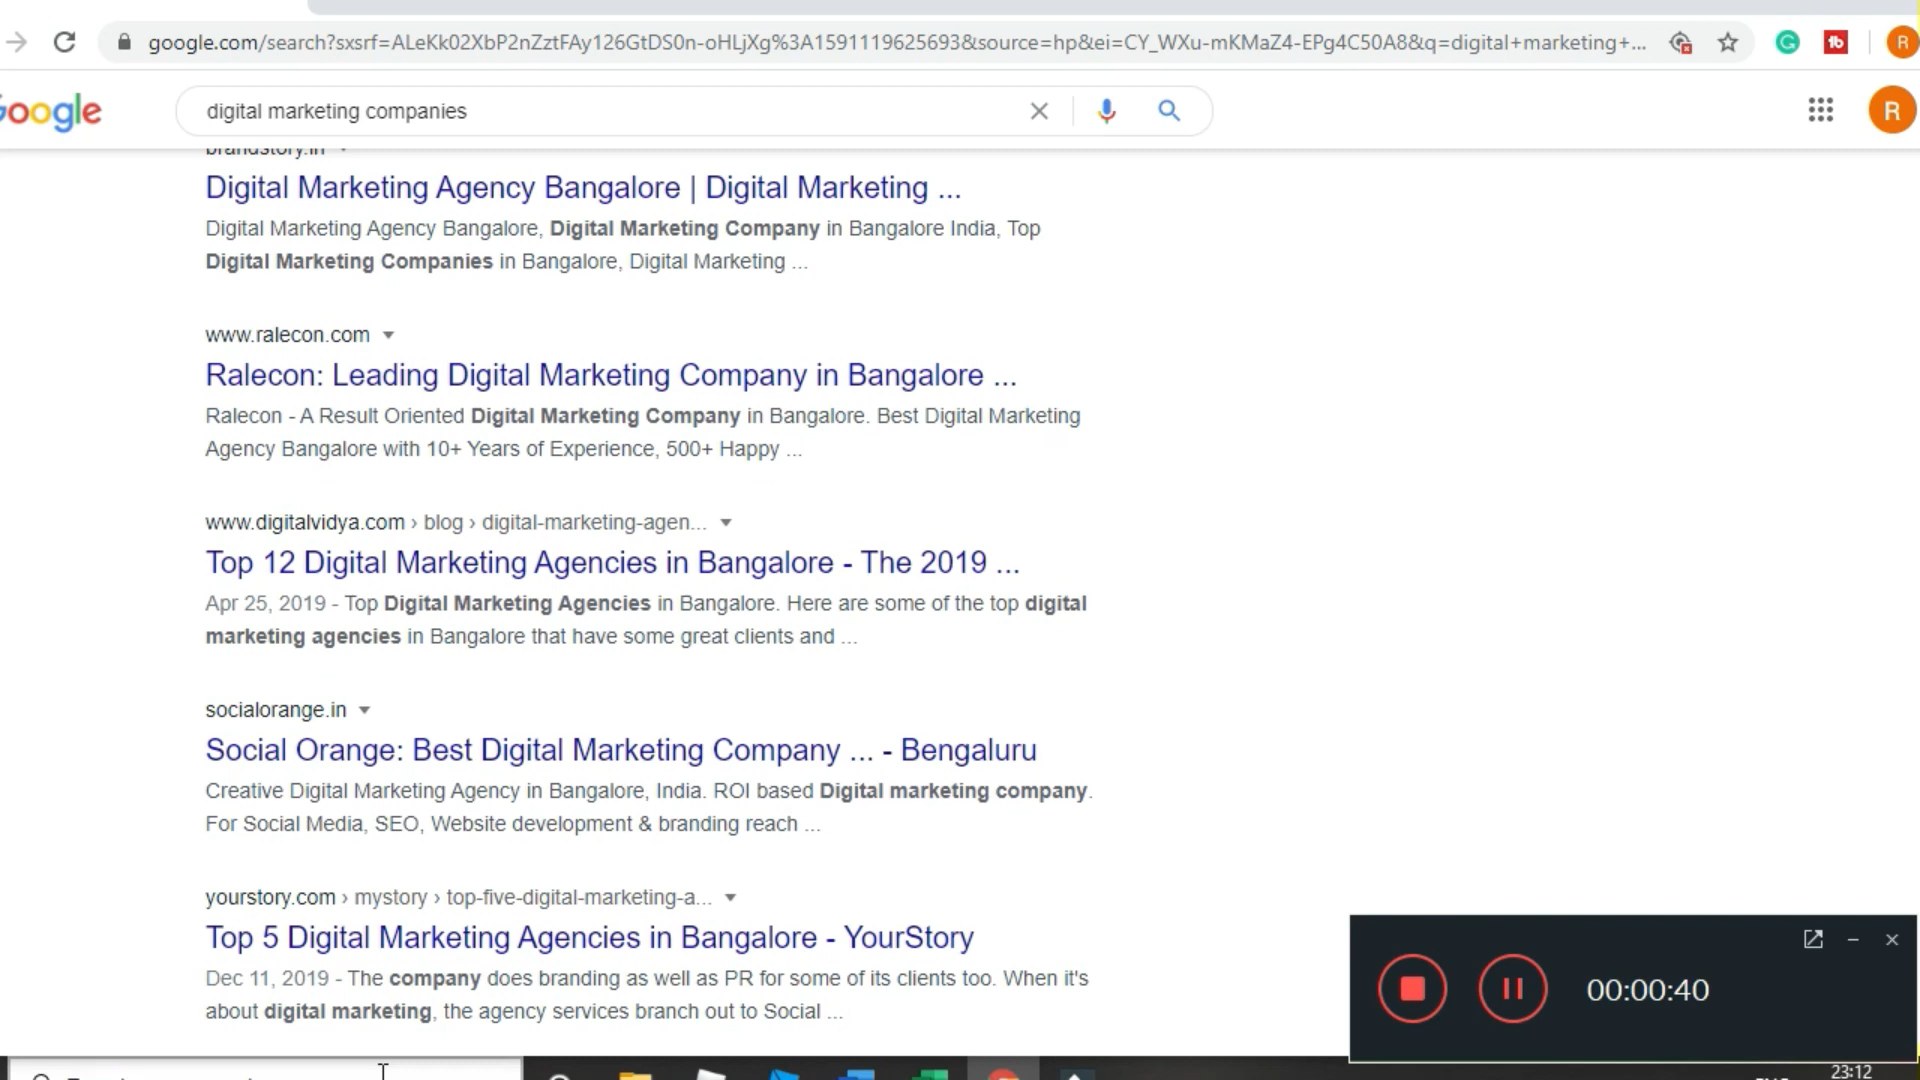 google.com/search?sxsrf=ALeKk02XbP2nZztFAy126GtDS0n-oHLjXg%3A1591119625693&source=hp&ei=CY_WXu-mKMaZ4-EPg4C50A8&q=digital+marketing+...
R
Google
digital marketing companies
R
brandstory.in
Digital Marketing Agency Bangalore | Digital Marketing ...
Digital Marketing Agency Bangalore, Digital Marketing Company in Bangalore India, Top
Digital Marketing Companies in Bangalore, Digital Marketing ...
www.ralecon.com
Ralecon: Leading Digital Marketing Company in Bangalore ...
Ralecon - A Result Oriented Digital Marketing Company in Bangalore. Best Digital Marketing
Agency Bangalore with 10+ Years of Experience, 500+ Happy ...
www.digitalvidya.com › blog › digital-marketing-agen...
Top 12 Digital Marketing Agencies in Bangalore - The 2019 ...
Apr 25, 2019 - Top Digital Marketing Agencies in Bangalore. Here are some of the top digital
marketing agencies in Bangalore that have some great clients and ...
socialorange.in
Social Orange: Best Digital Marketing Company ... - Bengaluru
Creative Digital Marketing Agency in Bangalore, India. ROI based Digital marketing company.
For Social Media, SEO, Website development & branding reach ...
yourstory.com › mystory › top-five-digital-marketing-a...
Top 5 Digital Marketing Agencies in Bangalore - YourStory
Dec 11, 2019 - The company does branding as well as PR for some of its clients too. When it's
about digital marketing, the agency services branch out to Social ...
00:00:40
23:12